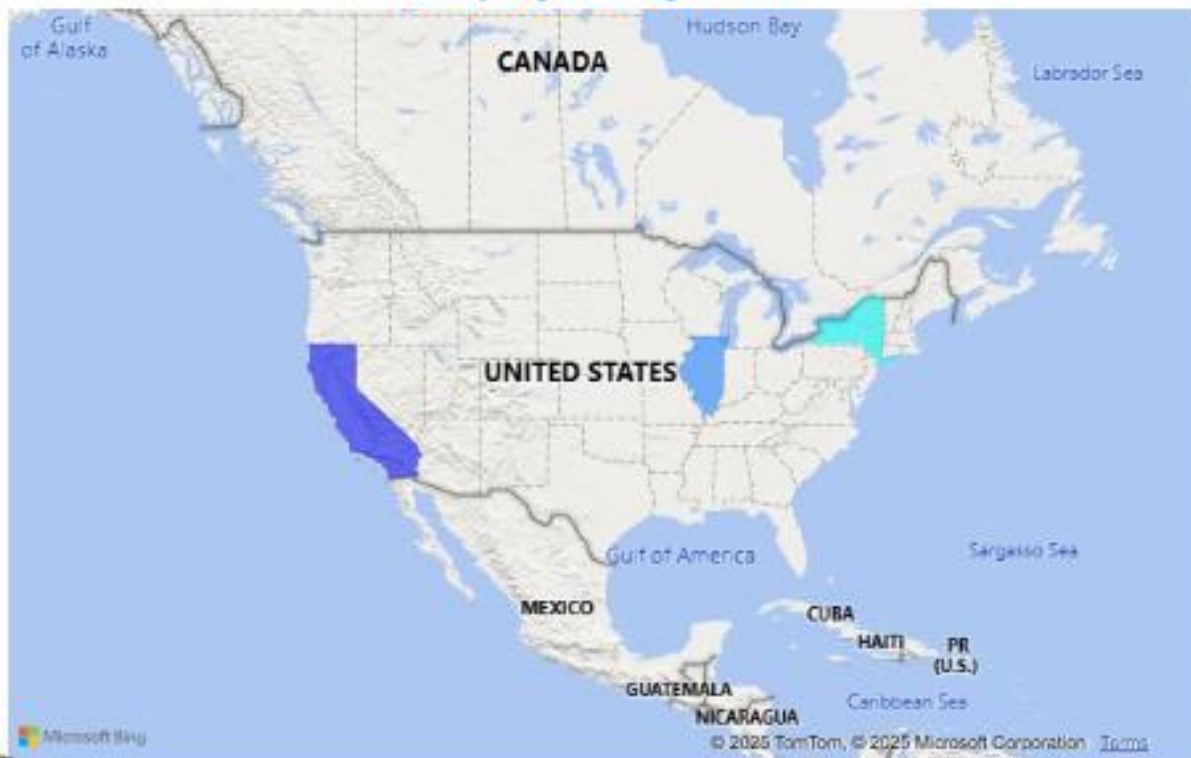 Gulf
of Alaska
Hudson Bay
CANADA
Labrador Sea
UNITED STATES
Gulf of America
Sargasso Sea
MEXICO
CUBA
HAITI
PR
(U.S.)
GUATEMALA
Caribbean Sea
NICARAGUA
Microsoft Bing
© 2025 TomTom, © 2025 Microsoft Corporation Terms